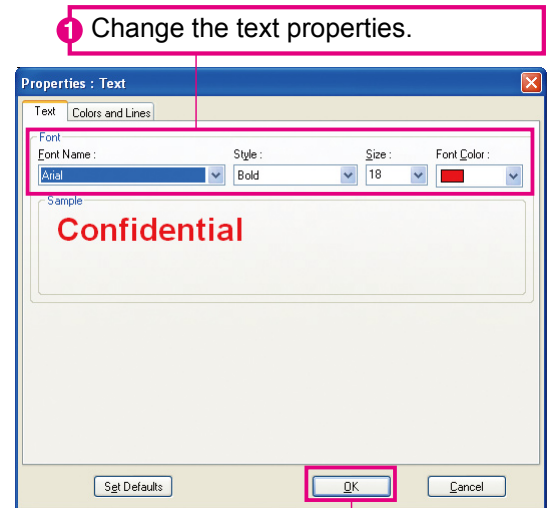 1 Change the text properties.
Properties : Text
Text Colors and Lines
Font
Font Name : Style : Size : Font Color :
Arial Bold 18
Sample
Confidential
Set Defaults OK Cancel